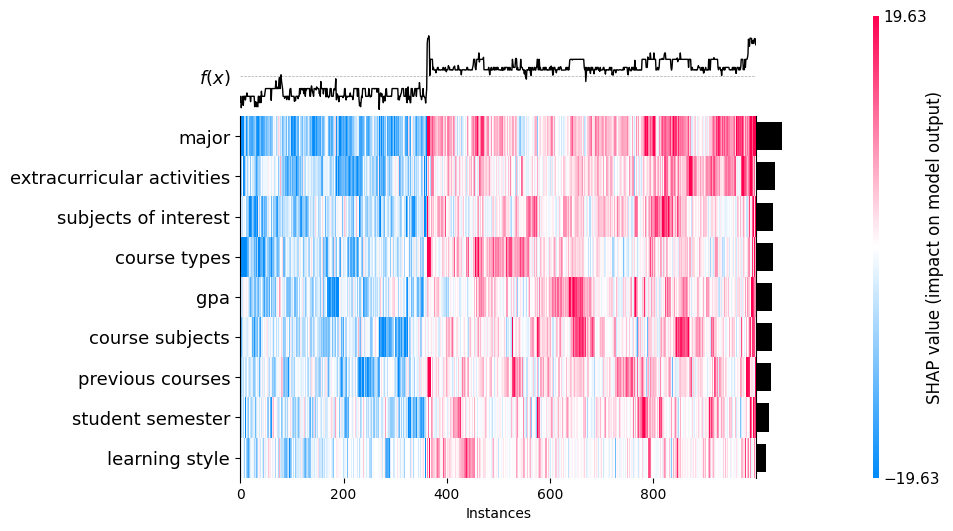 19.63
f(x)
major
extracurricular activities
subjects of interest
course types
gpa
course subjects
previous courses
student semester
learning style
0 200 400 600 800
Instances
−19.63
SHAP value (impact on model output)